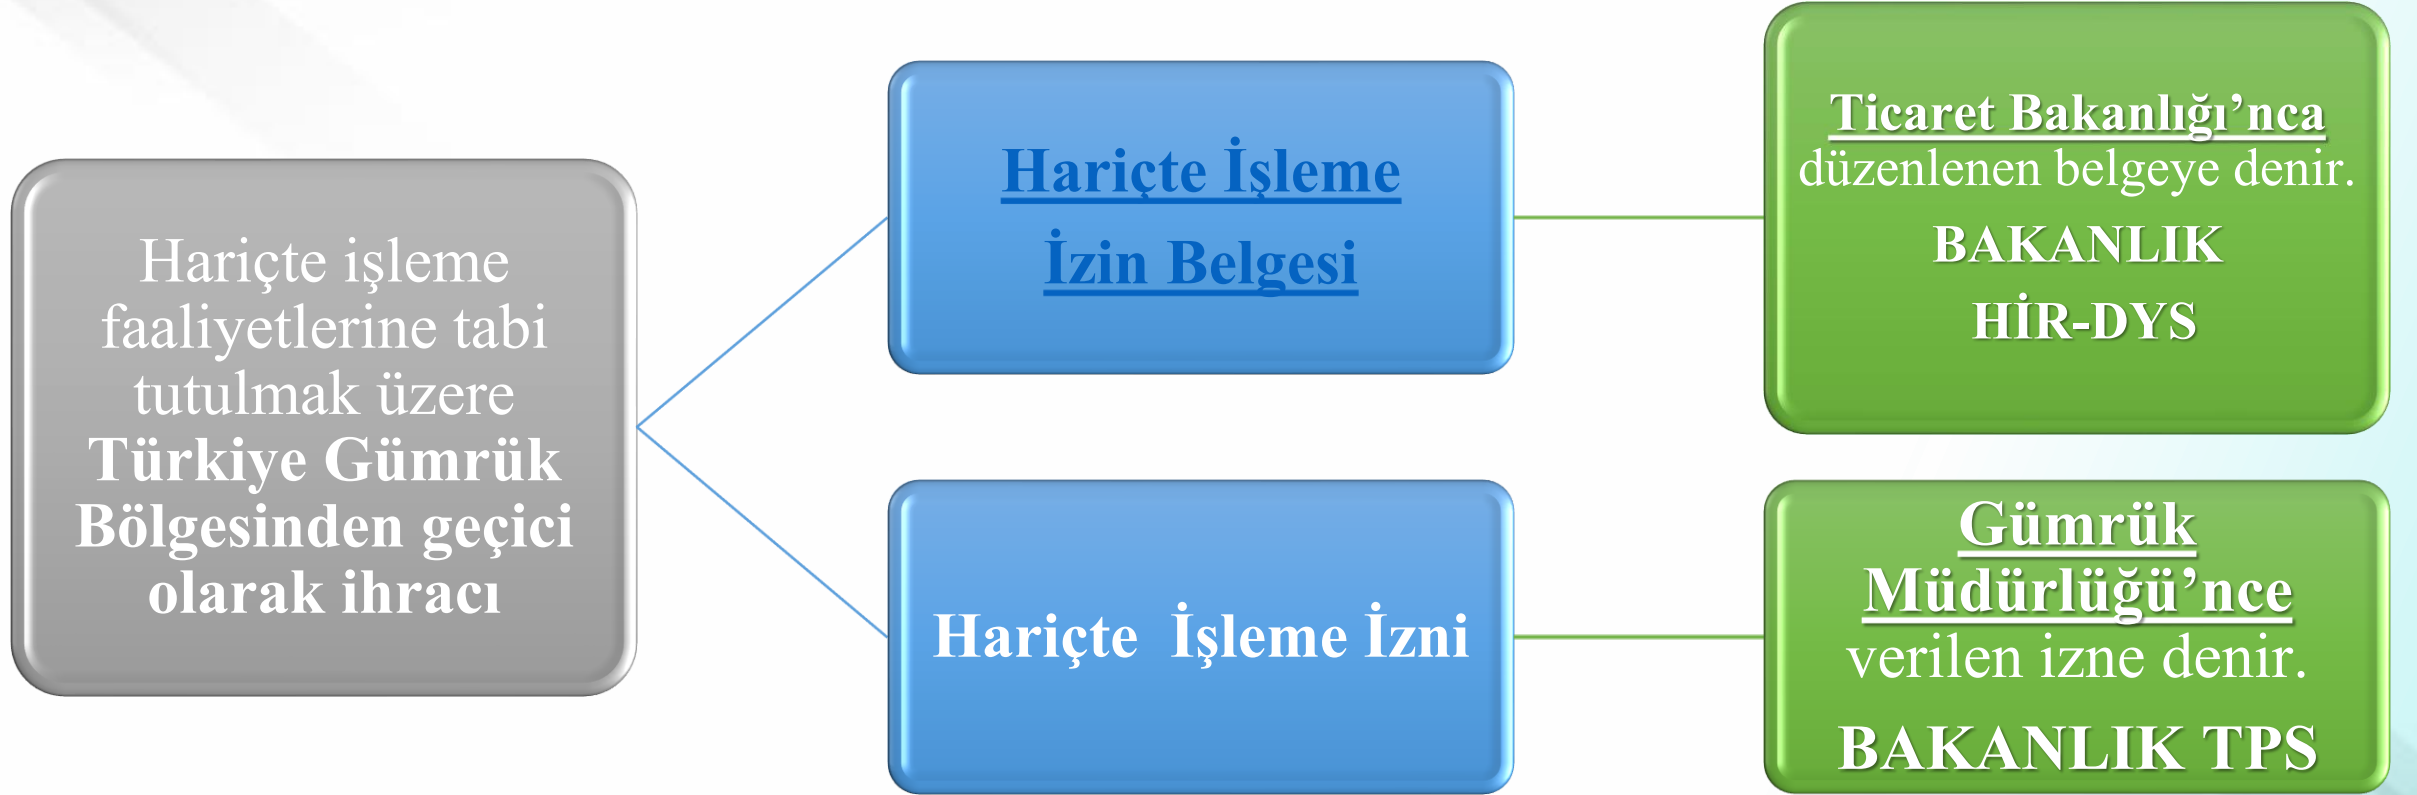 Hariçte işleme
faaliyetlerine tabi
tutulmak üzere
Türkiye Gümrük
Bölgesinden geçici
olarak ihracı
Hariçte İşleme
İzin Belgesi
Ticaret Bakanlığı’nca
düzenlenen belgeye denir.
BAKANLIK
HİR-DYS
Hariçte İşleme İzni
Gümrük
Müdürlüğü’nce
verilen izne denir.
BAKANLIK TPS